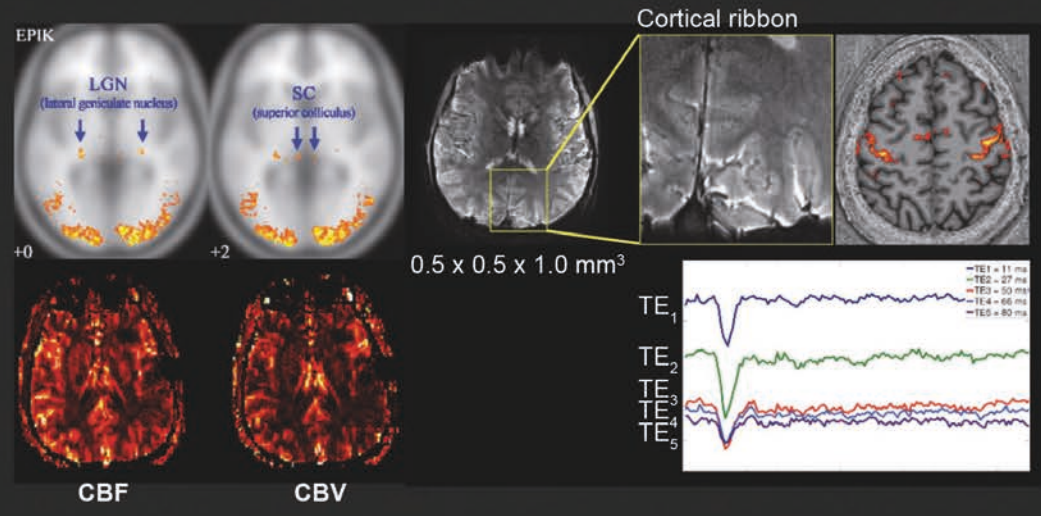 Cortical ribbon
EPIK
LGN
(lateral geniculate nucleus)
SC
(superior colliculus)
+0
+2
0.5 x 0.5 x 1.0 mm³
TE1 = 11 ms
TE2 = 27 ms
TE3 = 50 ms
TE4 = 66 ms
TE5 = 80 ms
TE₁
TE₂
TE₃
TE₄
TE₅
CBF
CBV